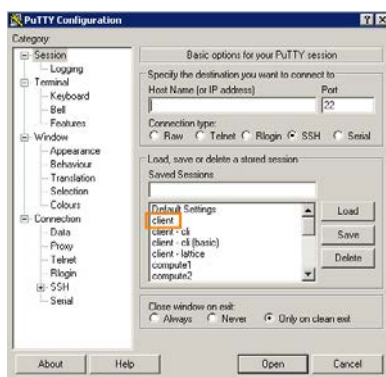 PuTTY Configuration
Category:
Session
Logging
Terminal
Keyboard
Bell
Features
Window
Appearance
Behaviour
Translation
Selection
Colours
Connection
Data
Proxy
Telnet
Rlogin
SSH
Serial
Basic options for your PuTTY session
Specify the destination you want to connect to
Host Name (or IP address) Port
22
Connection type:
Raw Telnet Rlogin SSH Serial
Load, save or delete a stored session
Saved Sessions
Default Settings
client
client - cli
client - cli (basic)
client - lattice
compute1
compute2
Load
Save
Delete
Close window on exit:
Always Never Only on clean exit
About Help Open Cancel